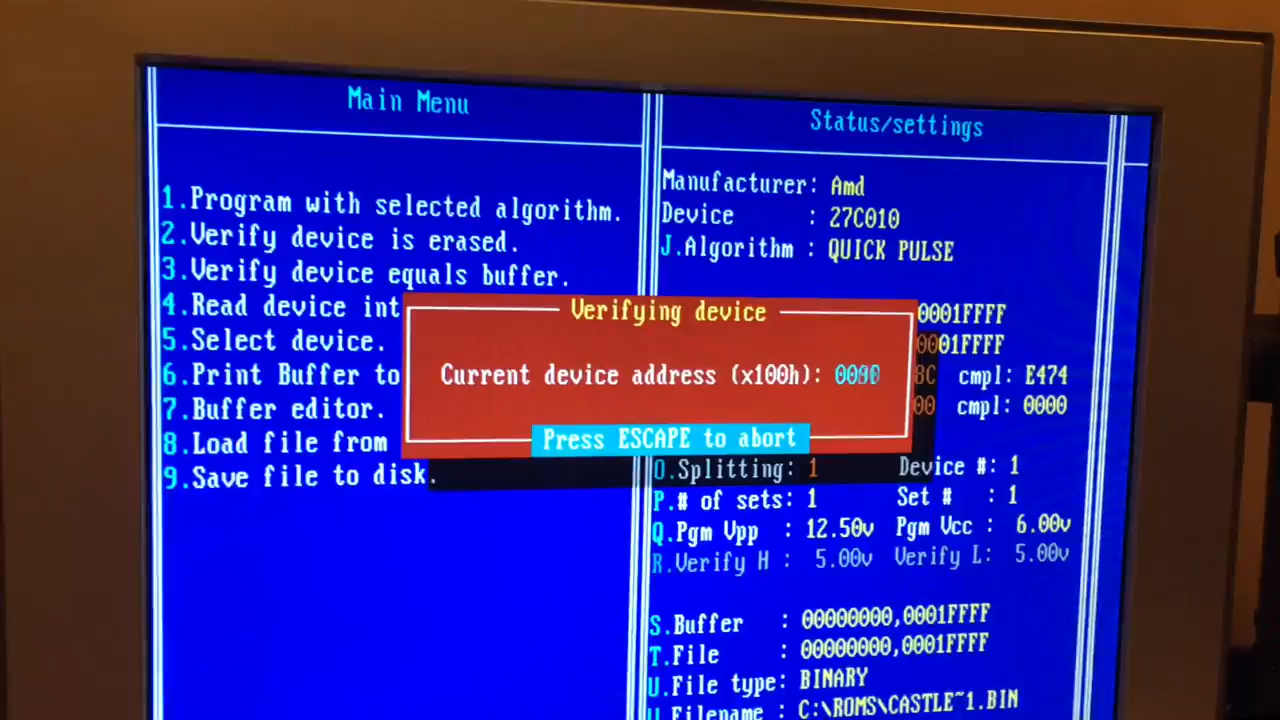 Main Menu
1.Program with selected algorithm.
2.Verify device is erased.
3.Verify device equals buffer.
4.Read device int
5.Select device.
6.Print Buffer to
7.Buffer editor.
8.Load file from
9.Save file to disk.
Verifying device
Current device address (x100h):
Press ESCAPE to abort
Status/settings
Manufacturer: Amd
Device : 27C010
J.Algorithm : QUICK PULSE
0001FFFF
0001FFFF
8C cmpl: E474
00 cmpl: 0000
O.Splitting: 1 Device #: 1
P.# of sets: 1 Set # : 1
Q.Pgm Vpp : 12.50v Pgm Vcc : 6.00v
R.Verify H : 5.00v Verify L: 5.00v
S.Buffer : 00000000,0001FFFF
T.File : 00000000,0001FFFF
U.File type: BINARY
Filename : C:\ROMS\CASTLE~1.BIN